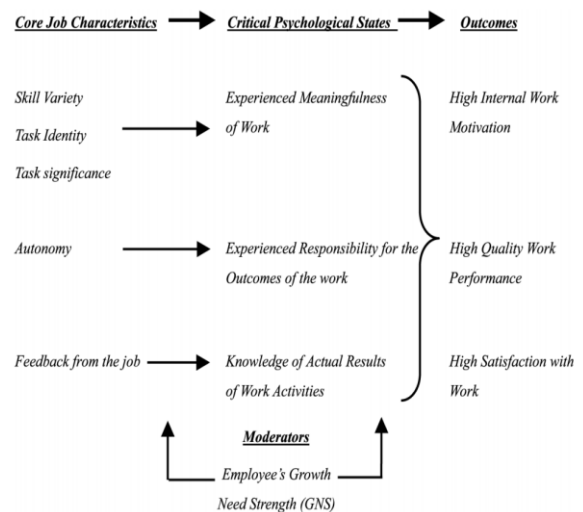 Core Job Characteristics Critical Psychological States Outcomes
Skill Variety
Task Identity
Task significance
Experienced Meaningfulness
of Work
High Internal Work
Motivation
Autonomy
Experienced Responsibility for the
Outcomes of the work
High Quality Work
Performance
Feedback from the job
Knowledge of Actual Results
of Work Activities
High Satisfaction with
Work
Moderators
Employee's Growth
Need Strength (GNS)